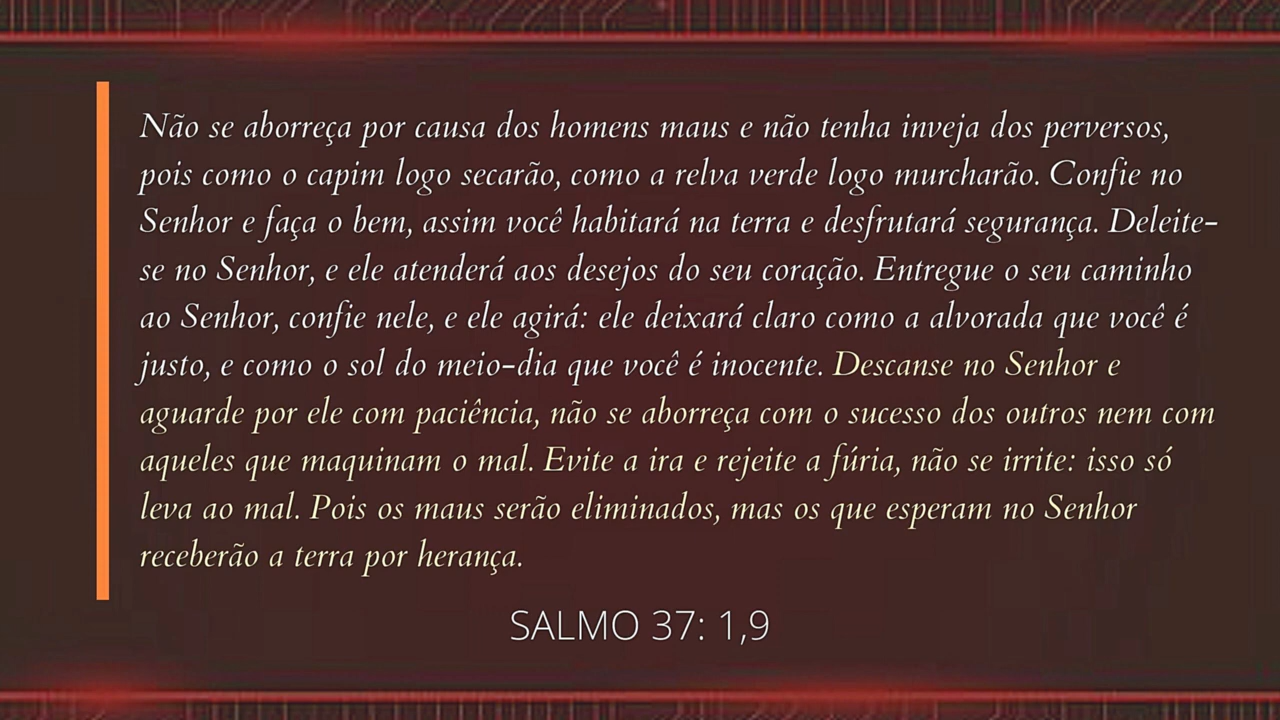 Não se aborreça por causa dos homens maus e não tenha inveja dos perversos,
pois como o capim logo secarão, como a relva verde logo murcharão. Confie no
Senhor e faça o bem, assim você habitará na terra e desfrutará segurança. Deleite-
se no Senhor, e ele atenderá aos desejos do seu coração. Entregue o seu caminho
ao Senhor, confie nele, e ele agirá: ele deixará claro como a alvorada que você é
justo, e como o sol do meio-dia que você é inocente. Descanse no Senhor e
aguarde por ele com paciência, não se aborreça com o sucesso dos outros nem com
aqueles que maquinam o mal. Evite a ira e rejeite a fúria, não se irrite: isso só
leva ao mal. Pois os maus serão eliminados, mas os que esperam no Senhor
receberão a terra por herança.
SALMO 37: 1,9